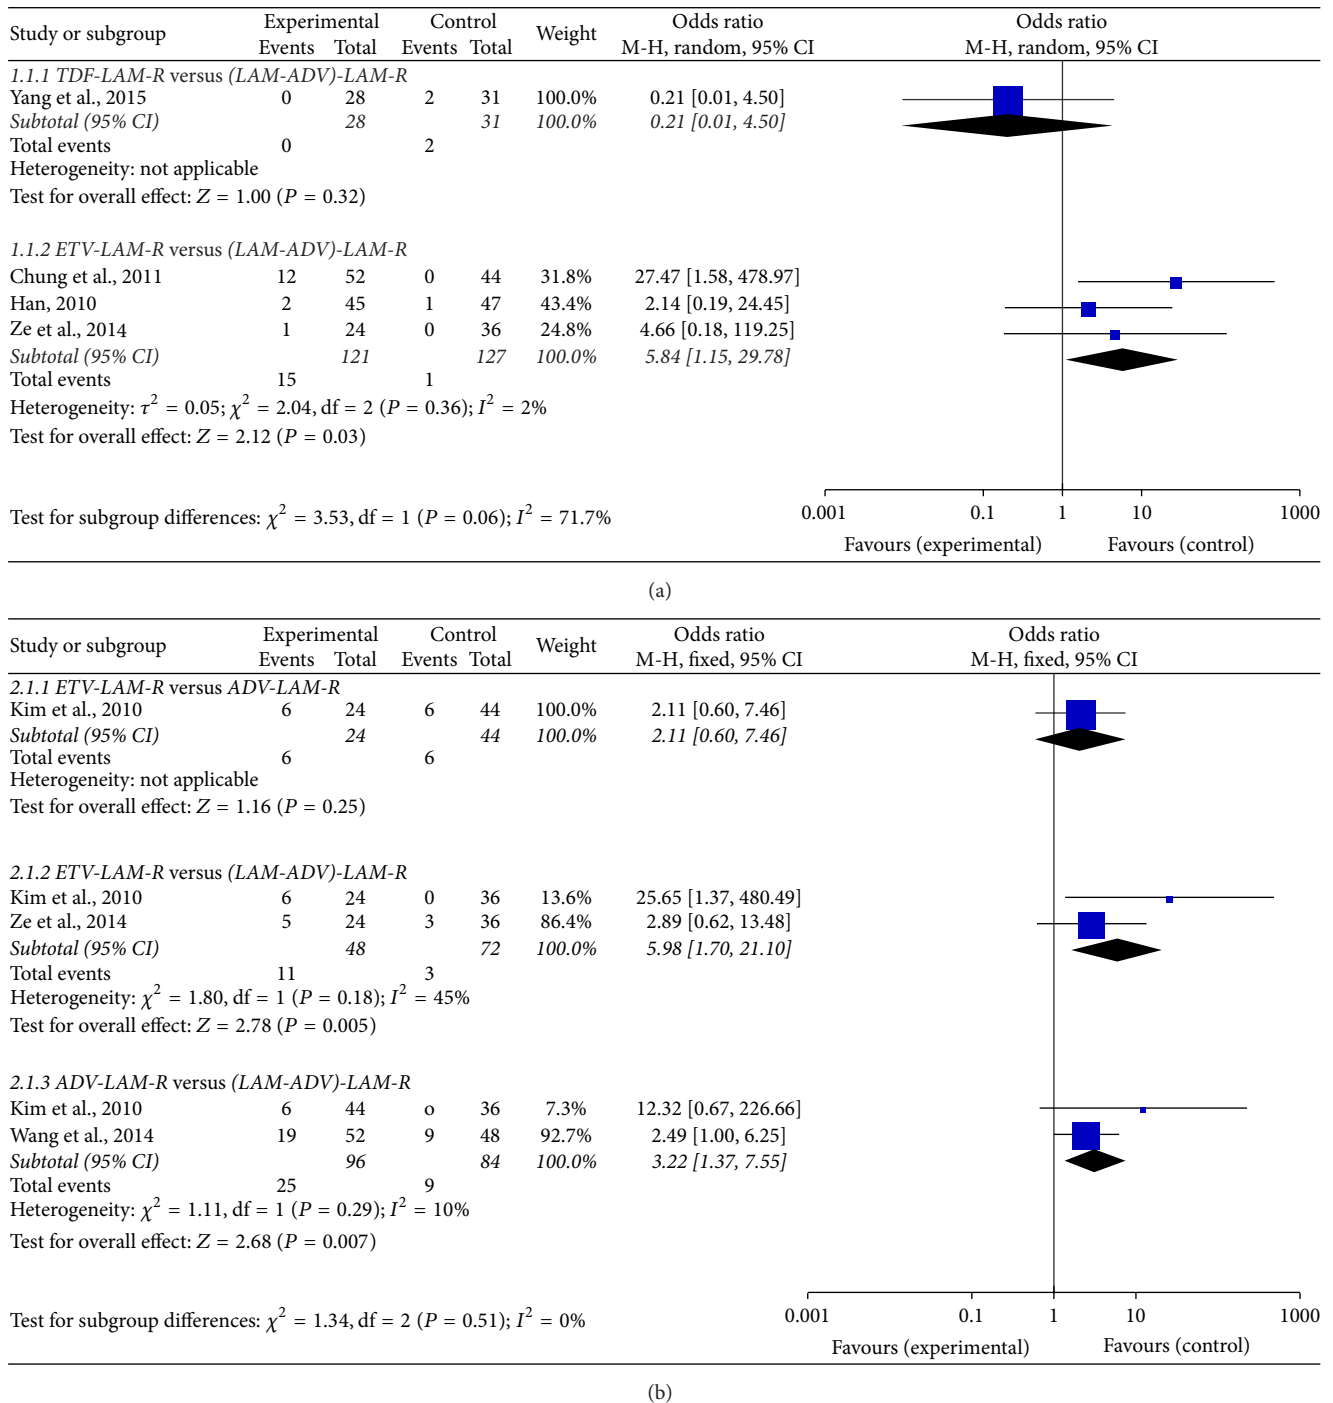 Study or subgroup Experimental Control Weight Odds ratio Odds ratio
Events Total Events Total M-H, random, 95% CI M-H, random, 95% CI
1.1.1 TDF-LAM-R versus (LAM-ADV)-LAM-R
Yang et al., 2015 0 28 2 31 100.0% 0.21 [0.01, 4.50]
Subtotal (95% CI) 28 31 100.0% 0.21 [0.01, 4.50]
Total events 0 2
Heterogeneity: not applicable
Test for overall effect: Z = 1.00 (P = 0.32)
1.1.2 ETV-LAM-R versus (LAM-ADV)-LAM-R
Chung et al., 2011 12 52 0 44 31.8% 27.47 [1.58, 478.97]
Han, 2010 2 45 1 47 43.4% 2.14 [0.19, 24.45]
Ze et al., 2014 1 24 0 36 24.8% 4.66 [0.18, 119.25]
Subtotal (95% CI) 121 127 100.0% 5.84 [1.15, 29.78]
Total events 15 1
Heterogeneity: τ² = 0.05; χ² = 2.04, df = 2 (P = 0.36); I² = 2%
Test for overall effect: Z = 2.12 (P = 0.03)
Test for subgroup differences: χ² = 3.53, df = 1 (P = 0.06); I² = 71.7%
0.001 0.1 1 10 1000
Favours (experimental) Favours (control)
(a)
Study or subgroup Experimental Control Weight Odds ratio Odds ratio
Events Total Events Total M-H, fixed, 95% CI M-H, fixed, 95% CI
2.1.1 ETV-LAM-R versus ADV-LAM-R
Kim et al., 2010 6 24 6 44 100.0% 2.11 [0.60, 7.46]
Subtotal (95% CI) 24 44 100.0% 2.11 [0.60, 7.46]
Total events 6 6
Heterogeneity: not applicable
Test for overall effect: Z = 1.16 (P = 0.25)
2.1.2 ETV-LAM-R versus (LAM-ADV)-LAM-R
Kim et al., 2010 6 24 0 36 13.6% 25.65 [1.37, 480.49]
Ze et al., 2014 5 24 3 36 86.4% 2.89 [0.62, 13.48]
Subtotal (95% CI) 48 72 100.0% 5.98 [1.70, 21.10]
Total events 11 3
Heterogeneity: χ² = 1.80, df = 1 (P = 0.18); I² = 45%
Test for overall effect: Z = 2.78 (P = 0.005)
2.1.3 ADV-LAM-R versus (LAM-ADV)-LAM-R
Kim et al., 2010 6 44 o 36 7.3% 12.32 [0.67, 226.66]
Wang et al., 2014 19 52 9 48 92.7% 2.49 [1.00, 6.25]
Subtotal (95% CI) 96 84 100.0% 3.22 [1.37, 7.55]
Total events 25 9
Heterogeneity: χ² = 1.11, df = 1 (P = 0.29); I² = 10%
Test for overall effect: Z = 2.68 (P = 0.007)
Test for subgroup differences: χ² = 1.34, df = 2 (P = 0.51); I² = 0%
0.001 0.1 1 10 1000
Favours (experimental) Favours (control)
(b)